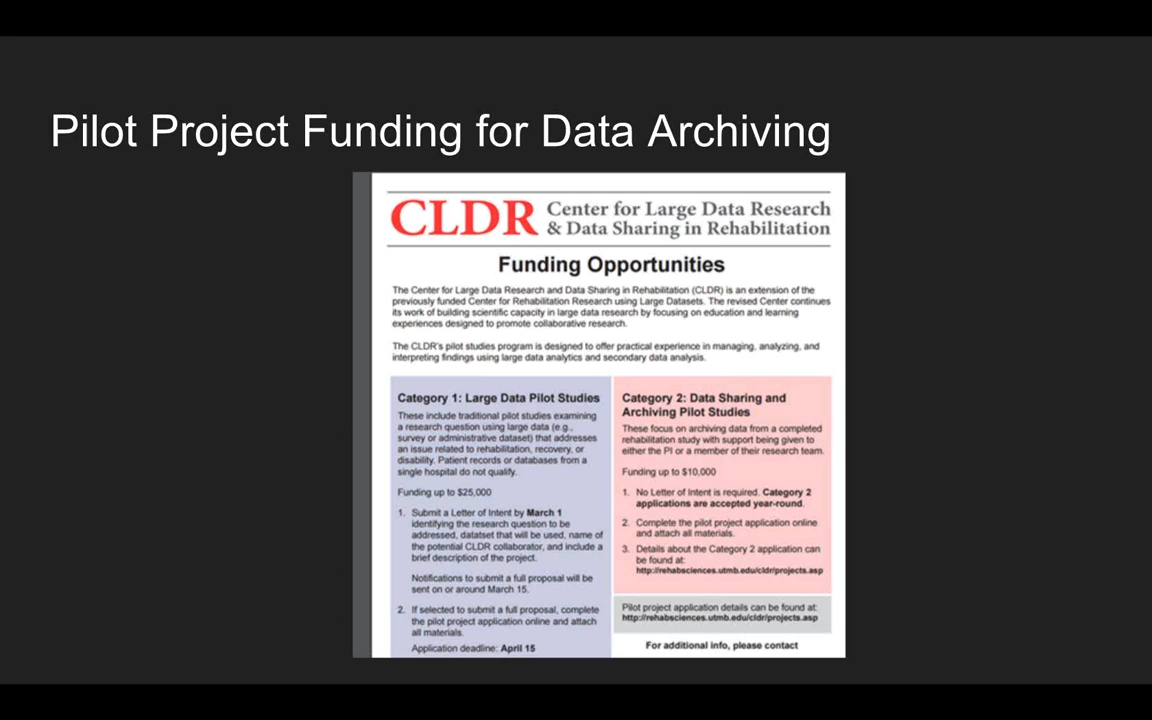 Pilot Project Funding for Data Archiving
CLDR Center for Large Data Research
& Data Sharing in Rehabilitation
Funding Opportunities
The Center for Large Data Research and Data Sharing in Rehabilitation (CLDR) is an extension of the
previously funded Center for Rehabilitation Research using Large Datasets. The revised Center continues
its work of building scientific capacity in large data research by focusing on education and learning
experiences designed to promote collaborative research.
The CLDR's pilot studies program is designed to offer practical experience in managing, analyzing, and
interpreting findings using large data analytics and secondary data analysis.
Category 1: Large Data Pilot Studies
These include traditional pilot studies examining
a research question using large data (e.g.,
survey or administrative dataset) that addresses
an issue related to rehabilitation, recovery, or
disability. Patient records or databases from a
single hospital do not qualify.
Funding up to $25,000
1. Submit a Letter of Intent by March 1
identifying the research question to be
addressed, datatset that will be used, name of
the potential CLDR collaborator, and include a
brief description of the project.
Notifications to submit a full proposal will be
sent on or around March 15.
2. If selected to submit a full proposal, complete
the pilot project application online and attach
all materials.
Application deadline: April 15
Category 2: Data Sharing and
Archiving Pilot Studies
These focus on archiving data from a completed
rehabilitation study with support being given to
either the PI or a member of their research team.
Funding up to $10,000
1. No Letter of Intent is required. Category 2
applications are accepted year-round.
2. Complete the pilot project application online
and attach all materials.
3. Details about the Category 2 application can
be found at:
http://rehabsciences.utmb.edu/cldr/projects.asp
Pilot project application details can be found at:
http://rehabsciences.utmb.edu/cldr/projects.asp
For additional info, please contact